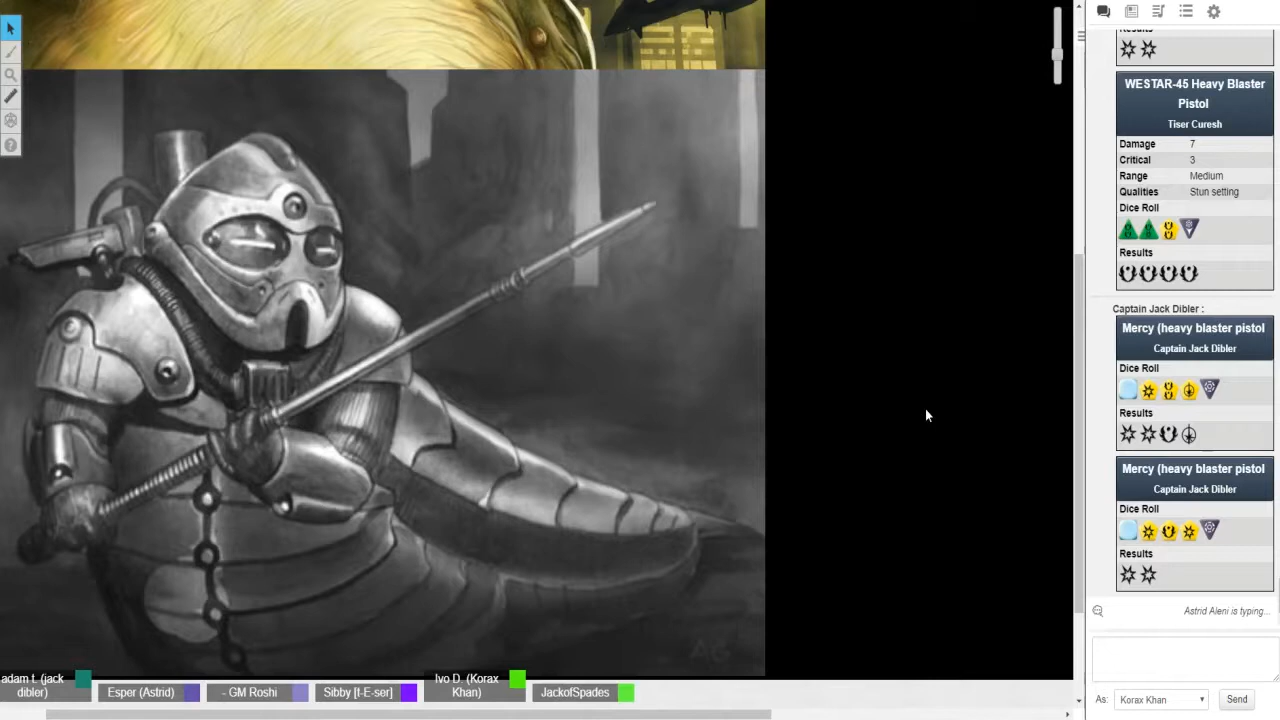 Results
WESTAR-45 Heavy Blaster
Pistol
Tiser Curesh
Damage 7
Critical 3
Range Medium
Qualities Stun setting
Dice Roll
Results
Captain Jack Dibler :
Mercy (heavy blaster pistol
Captain Jack Dibler
Dice Roll
Results
Mercy (heavy blaster pistol
Captain Jack Dibler
Dice Roll
Results
Astrid Aleni is typing...
AG
adam t. (jack
dibler)
Esper (Astrid)
- GM Roshi
Sibby [I-E-ser]
Ivo D. (Korax
Khan)
JackofSpades
As: Korax Khan Send